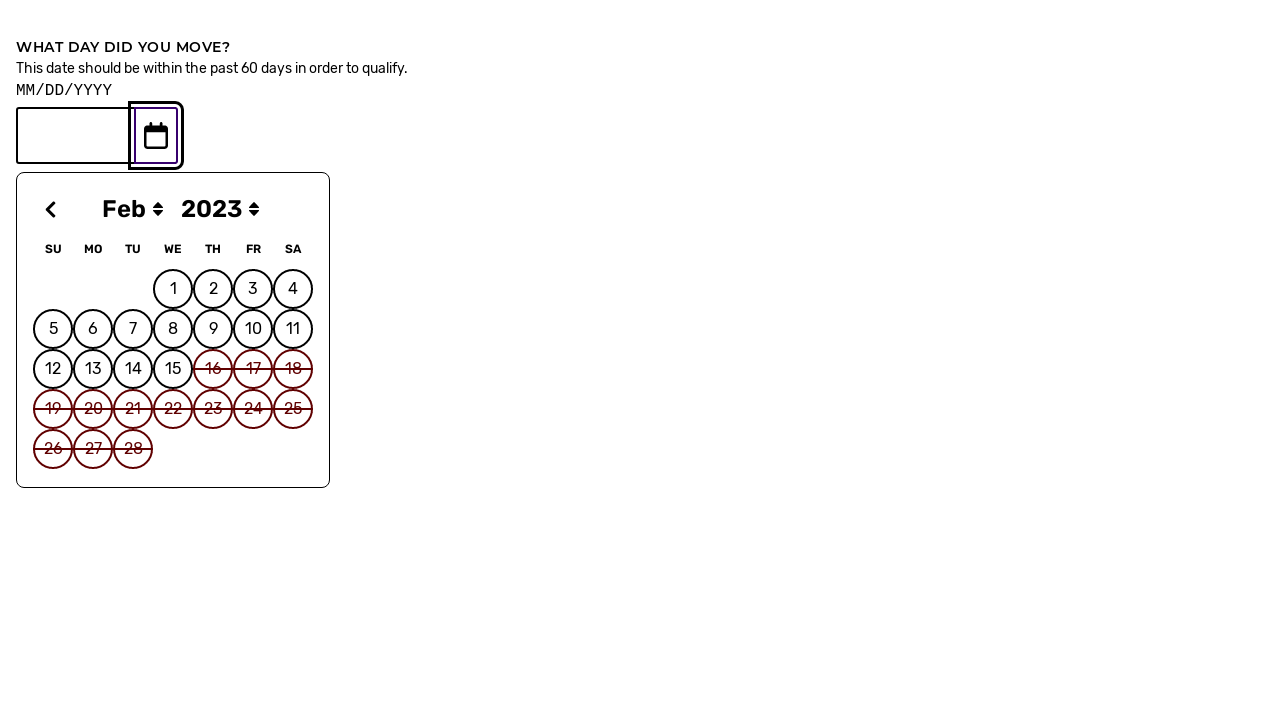 WHAT DAY DID YOU MOVE?
This date should be within the past 60 days in order to qualify.
MM/DD/YYYY
Feb 2023
SU MO TU WE TH FR SA
1 2 3 4
5 6 7 8 9 10 11
12 13 14 15 16 17 18
19 20 21 22 23 24 25
26 27 28